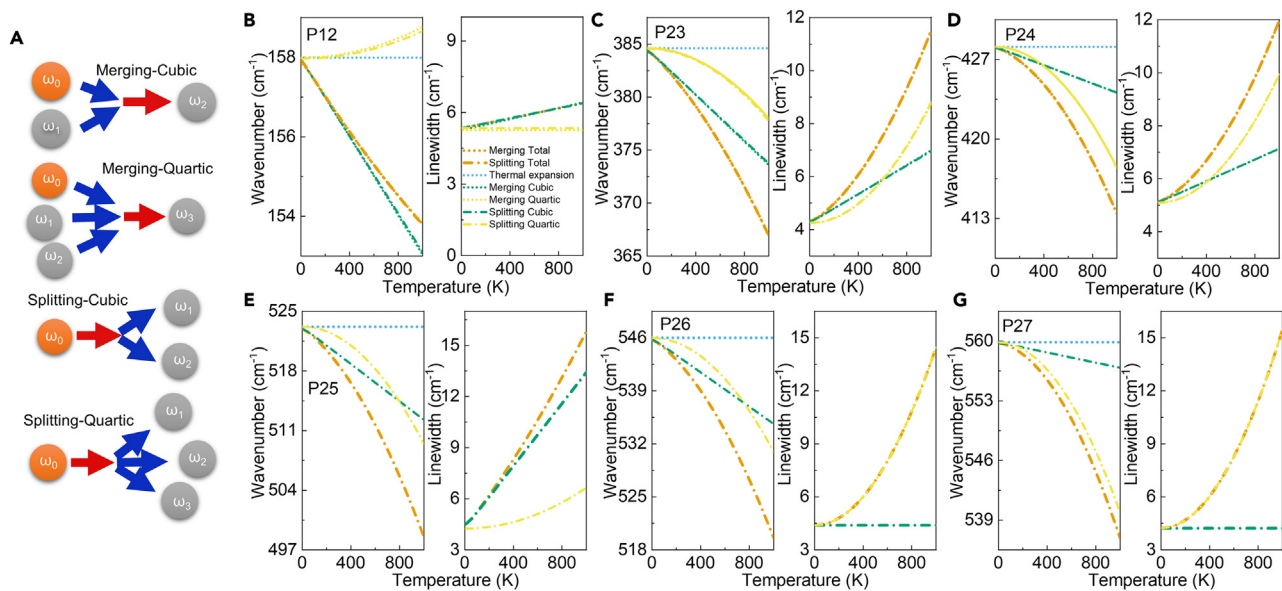 A
Merging-Cubic
ω0
ω1
ω2
Merging-Quartic
ω0
ω1
ω2
ω3
Splitting-Cubic
ω0
ω1
ω2
Splitting-Quartic
ω0
ω1
ω2
ω3
B
P12
Wavenumber (cm-1)
158
156
154
0 400 800
Linewidth (cm-1)
9
6
3
0
0 400 800
Merging Total
Splitting Total
Thermal expansion
Merging Cubic
Merging Quartic
Splitting Cubic
Splitting Quartic
Temperature (K)
C
P23
Wavenumber (cm-1)
385
380
375
370
365
0 400 800
Linewidth (cm-1)
12
10
8
6
4
0 400 800
Temperature (K)
D
P24
Wavenumber (cm-1)
427
420
413
0 400 800
Linewidth (cm-1)
12
10
8
6
4
0 400 800
Temperature (K)
E
P25
Wavenumber (cm-1)
525
518
511
504
497
0 400 800
Linewidth (cm-1)
15
12
9
6
3
0 400 800
Temperature (K)
F
P26
Wavenumber (cm-1)
546
539
532
525
518
0 400 800
Linewidth (cm-1)
15
12
9
6
3
0 400 800
Temperature (K)
G
P27
Wavenumber (cm-1)
560
553
546
539
0 400 800
Linewidth (cm-1)
15
12
9
6
3
0 400 800
Temperature (K)